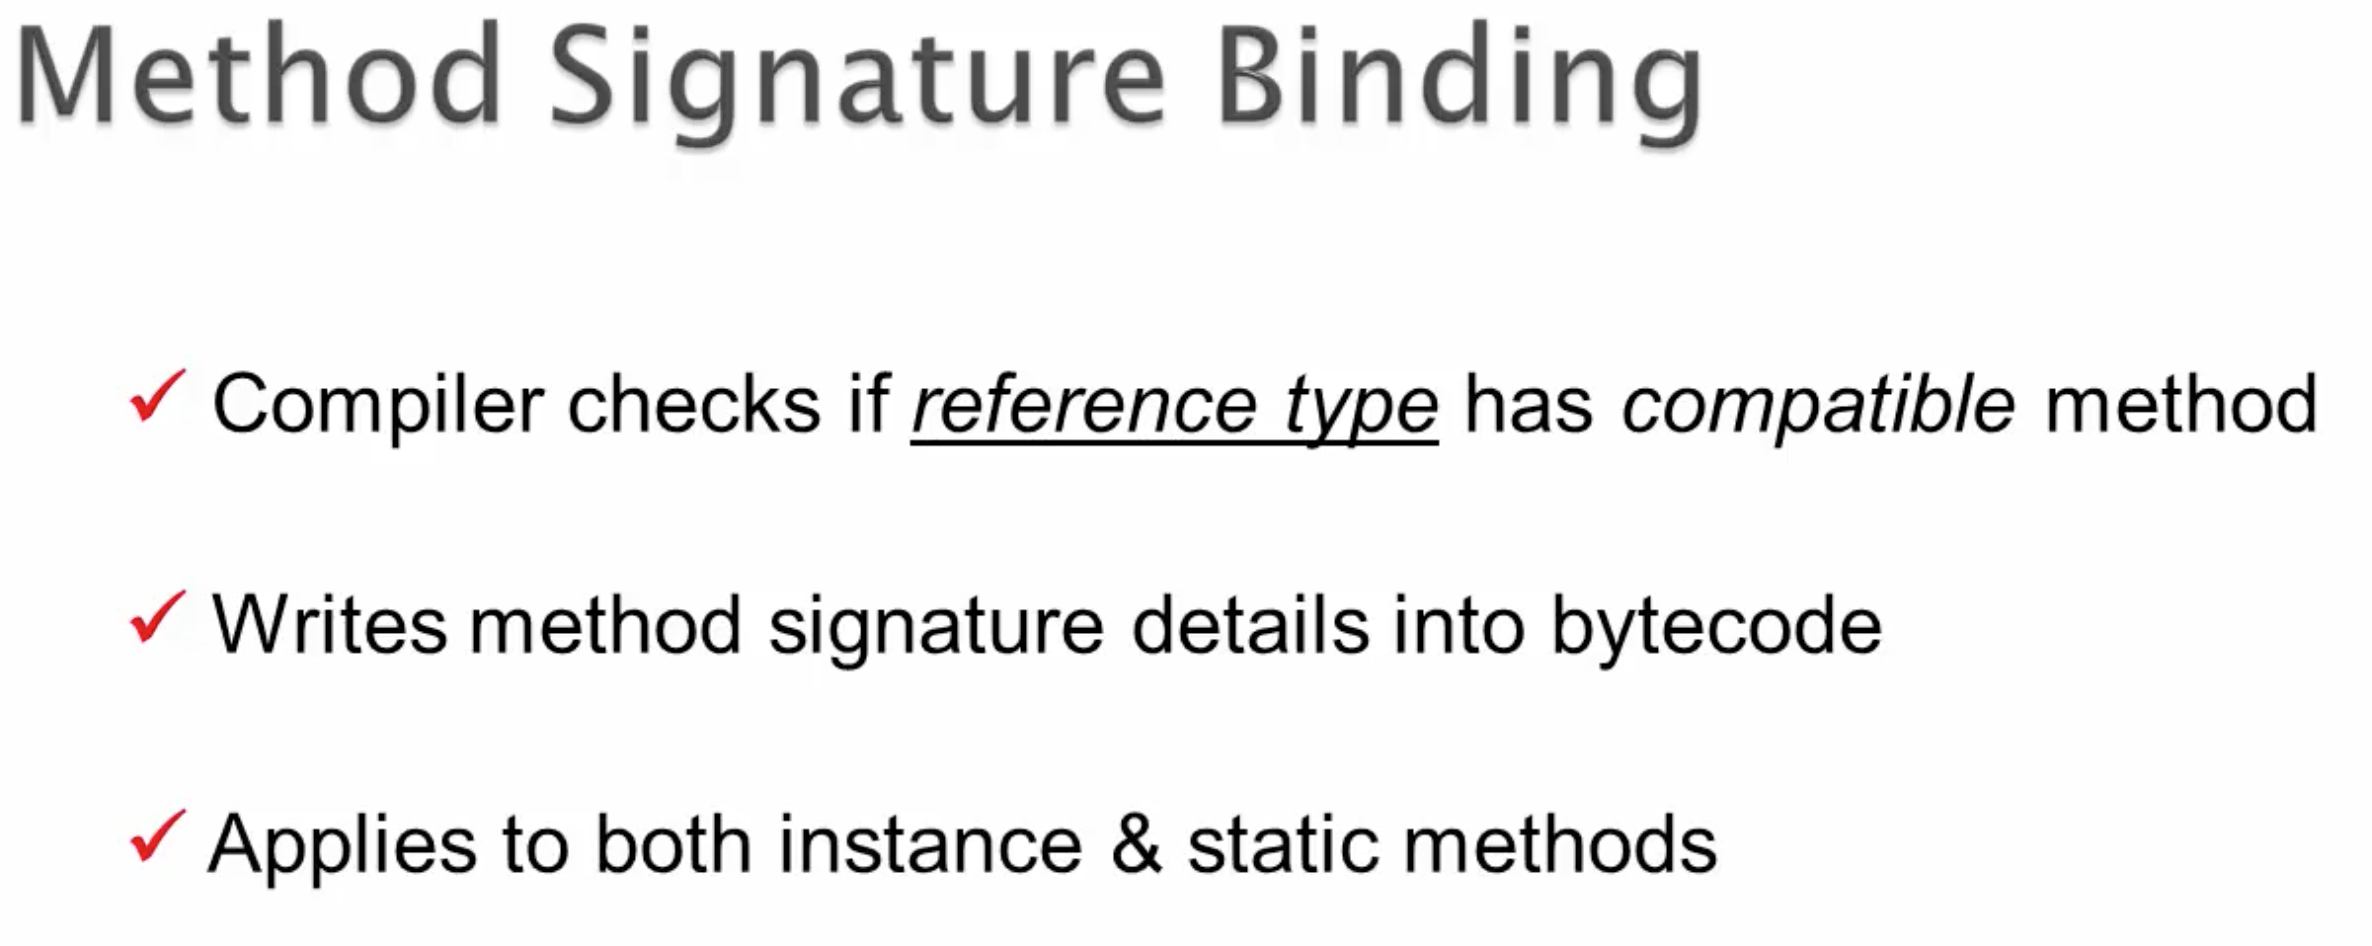 Method Signature Binding
✓ Compiler checks if reference type has compatible method
✓ Writes method signature details into bytecode
✓ Applies to both instance & static methods